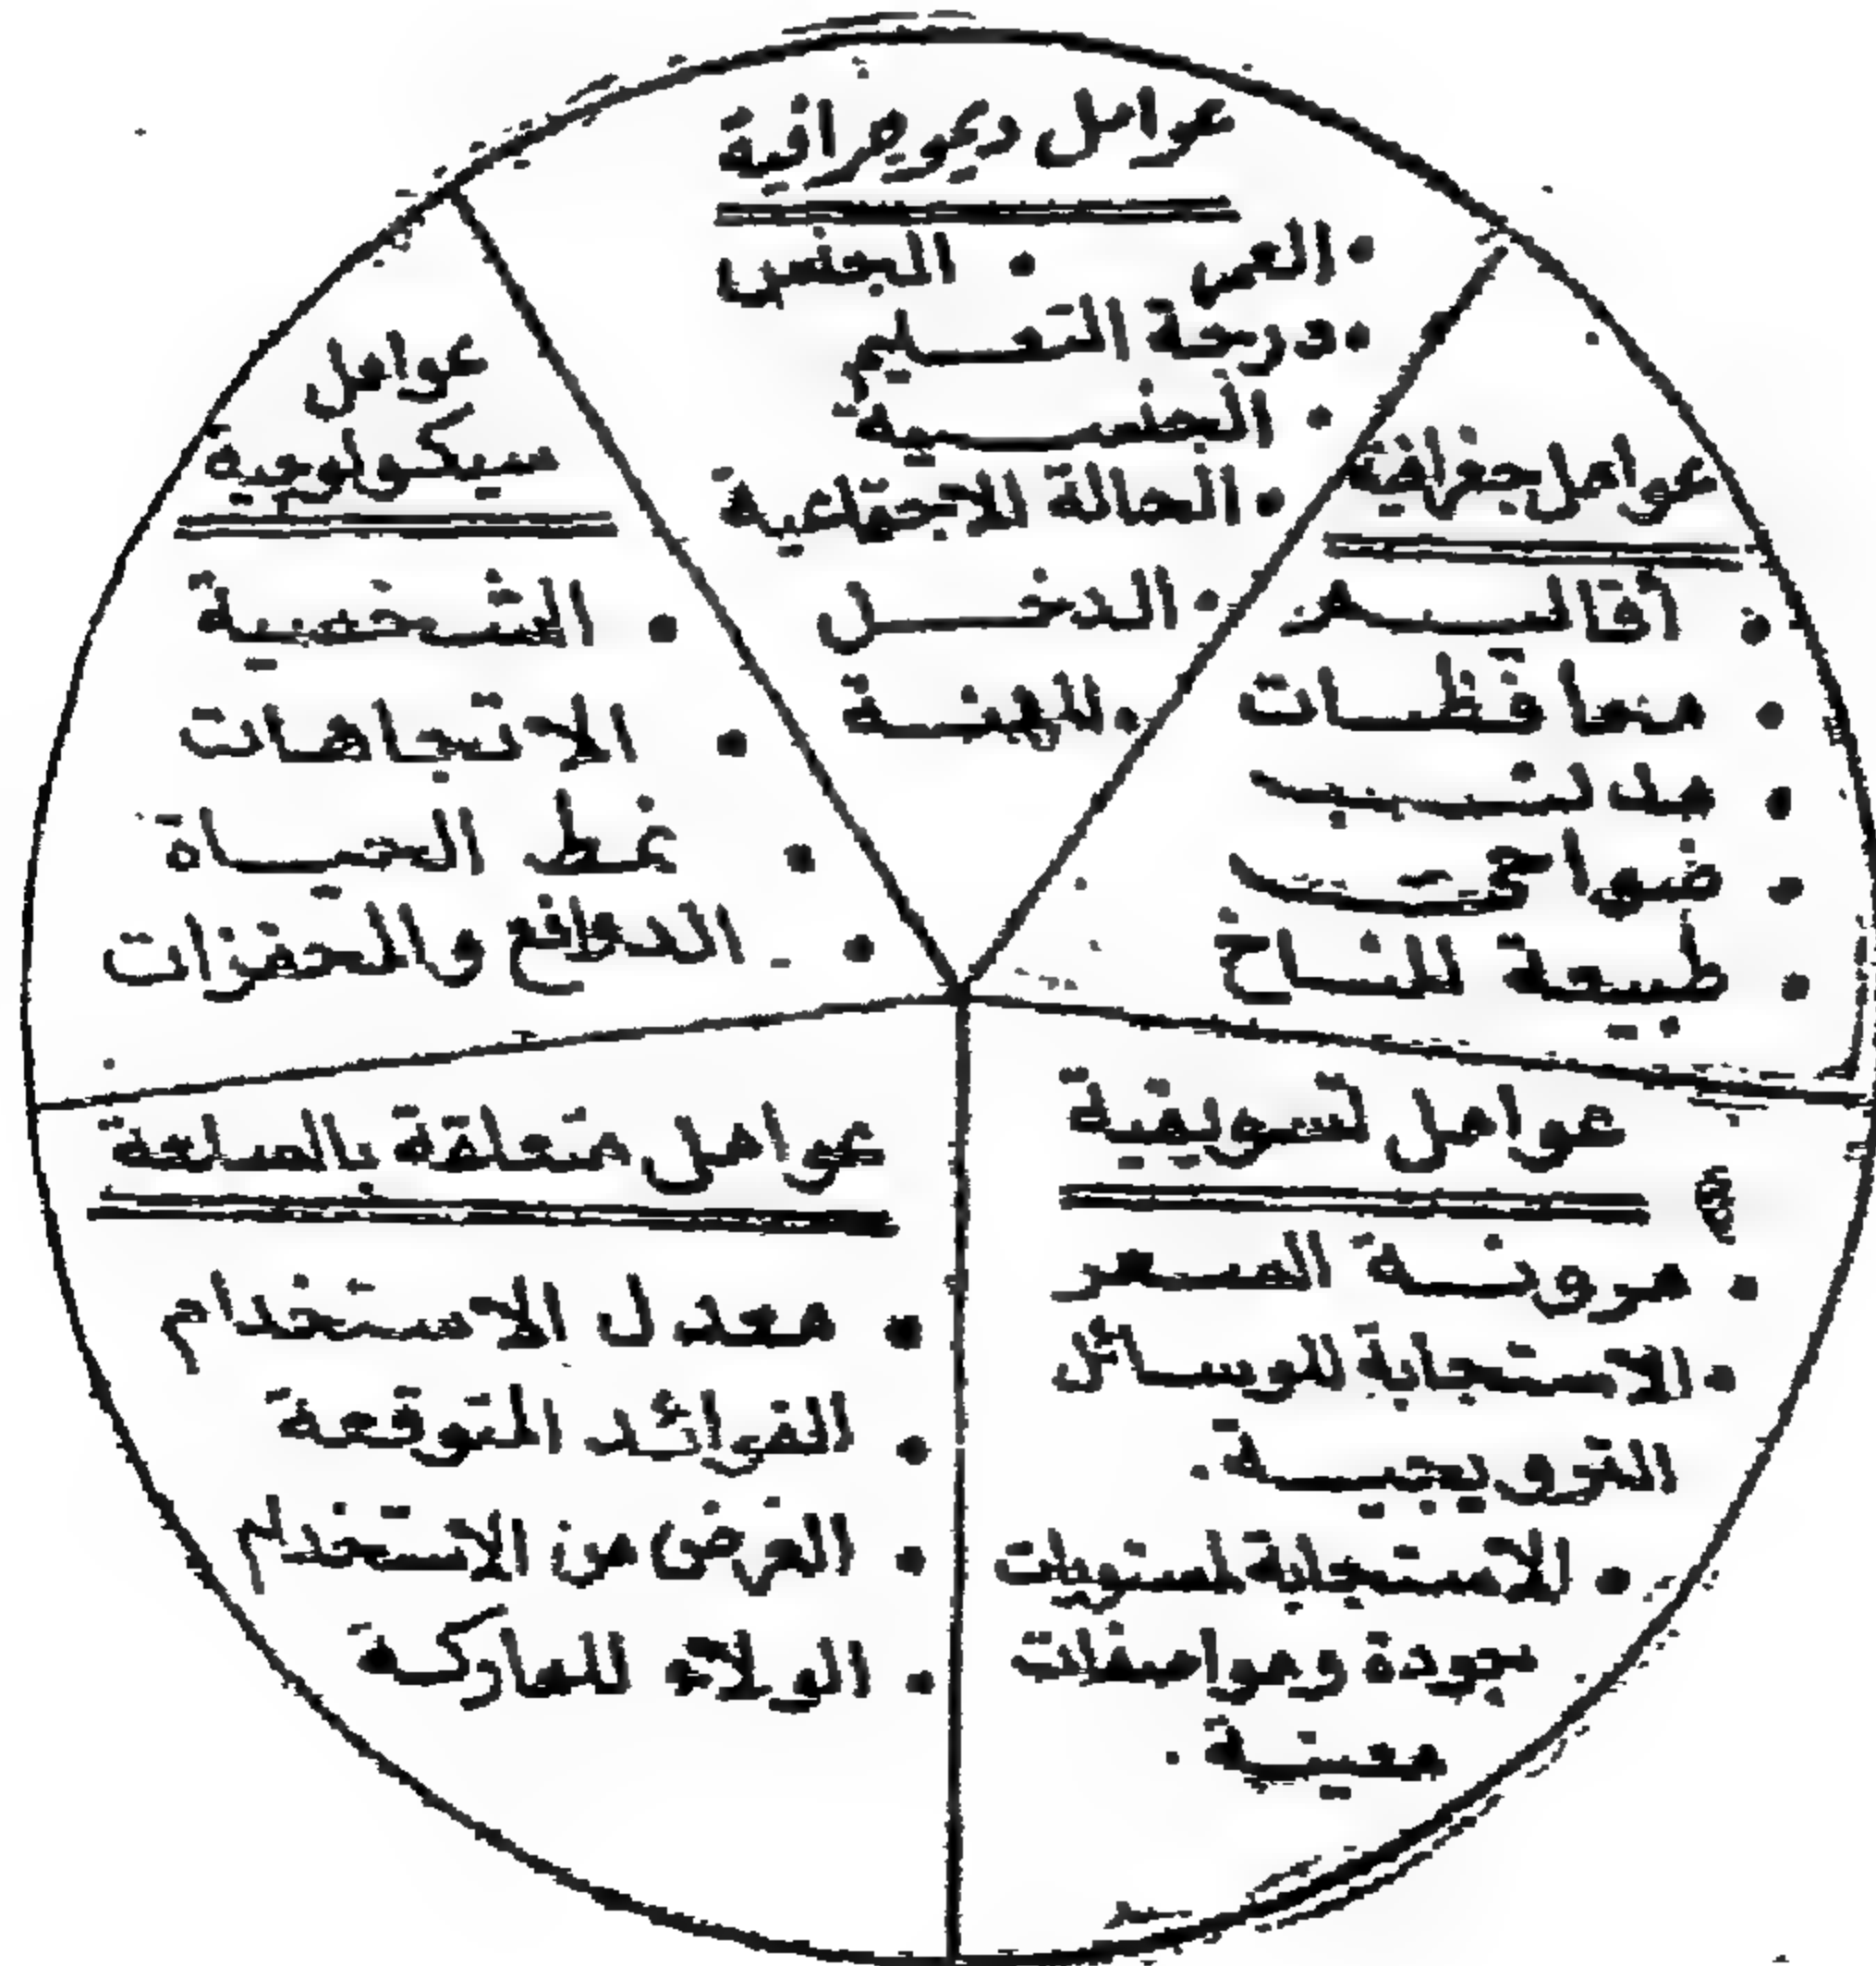 عوامل ديموجرافية
• العمر • الجنس
• درجة التعليم
• الجنسية
• الحالة الاجتماعية
• الدخل
• المهنة
عوامل جغرافية
• أقاليم
• محافظات
• مدن
• ضواحي
• طبيعة المناخ
عوامل تسويقية
• مرونة السعر
• الاستجابة للوسائل
الترويجية.
• الاستجابة لمستويات
جودة ومواصفات
معينة.
عوامل متعلقة بالسلعة
• معدل الاستخدام
• الفوائد المتوقعة
• الغرض من الاستخدام
• الولاء للماركة
عوامل
سيكولوجية
• الشخصية
• الاتجاهات
• نمط الحياة
• الدوافع والحفزات